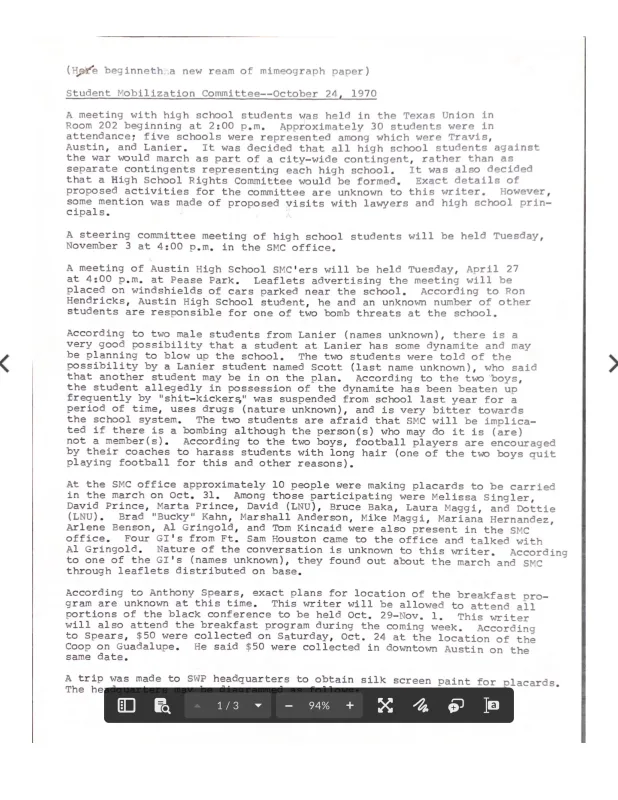 (Here beginneth a new ream of mimeograph paper)
Student Mobilization Committee--October 24, 1970
A meeting with high school students was held in the Texas Union in
Room 202 beginning at 2:00 p.m. Approximately 30 students were in
attendance; five schools were represented among which were Travis,
Austin, and Lanier. It was decided that all high school students against
the war would march as part of a city-wide contingent, rather than as
separate contingents representing each high school. It was also decided
that a High School Rights Committee would be formed. Exact details of
proposed activities for the committee are unknown to this writer. However,
some mention was made of proposed visits with lawyers and high school prin-
cipals.
A steering committee meeting of high school students will be held Tuesday,
November 3 at 4:00 p.m. in the SMC office.
A meeting of Austin High School SMC'ers will be held Tuesday, April 27
at 4:00 p.m. at Pease Park. Leaflets advertising the meeting will be
placed on windshields of cars parked near the school. According to Ron
Hendricks, Austin High School student, he and an unknown number of other
students are responsible for one of two bomb threats at the school.
According to two male students from Lanier (names unknown), there is a
very good possibility that a student at Lanier has some dynamite and may
be planning to blow up the school. The two students were told of the
possibility by a Lanier student named Scott (last name unknown), who said
that another student may be in on the plan. According to the two boys,
the student allegedly in possession of the dynamite has been beaten up
frequently by "shit-kickers," was suspended from school last year for a
period of time, uses drugs (nature unknown), and is very bitter towards
the school system. The two students are afraid that SMC will be implica-
ted if there is a bombing although the person(s) who may do it is (are)
not a member(s). According to the two boys, football players are encouraged
by their coaches to harass students with long hair (one of the two boys quit
playing football for this and other reasons).
At the SMC office approximately 10 people were making placards to be carried
in the march on Oct. 31. Among those participating were Melissa Singler,
David Prince, Marta Prince, David (LNU), Bruce Baka, Laura Maggi, and Dottie
(LNU). Brad "Bucky" Kahn, Marshall Anderson, Mike Maggi, Mariana Hernandez,
Arlene Benson, Al Gringold, and Tom Kincaid were also present in the SMC
office. Four GI's from Ft. Sam Houston came to the office and talked with
Al Gringold. Nature of the conversation is unknown to this writer. According
to one of the GI's (names unknown), they found out about the march and SMC
through leaflets distributed on base.
According to Anthony Spears, exact plans for location of the breakfast pro-
gram are unknown at this time. This writer will be allowed to attend all
portions of the black conference to be held Oct. 29-Nov. 1. This writer
will also attend the breakfast program during the coming week. According
to Spears, $50 were collected on Saturday, Oct. 24 at the location of the
Coop on Guadalupe. He said $50 were collected in downtown Austin on the
same date.
A trip was made to SWP headquarters to obtain silk screen paint for placards.
The headquarters may be diagrammed as follows:
1 / 3 94%